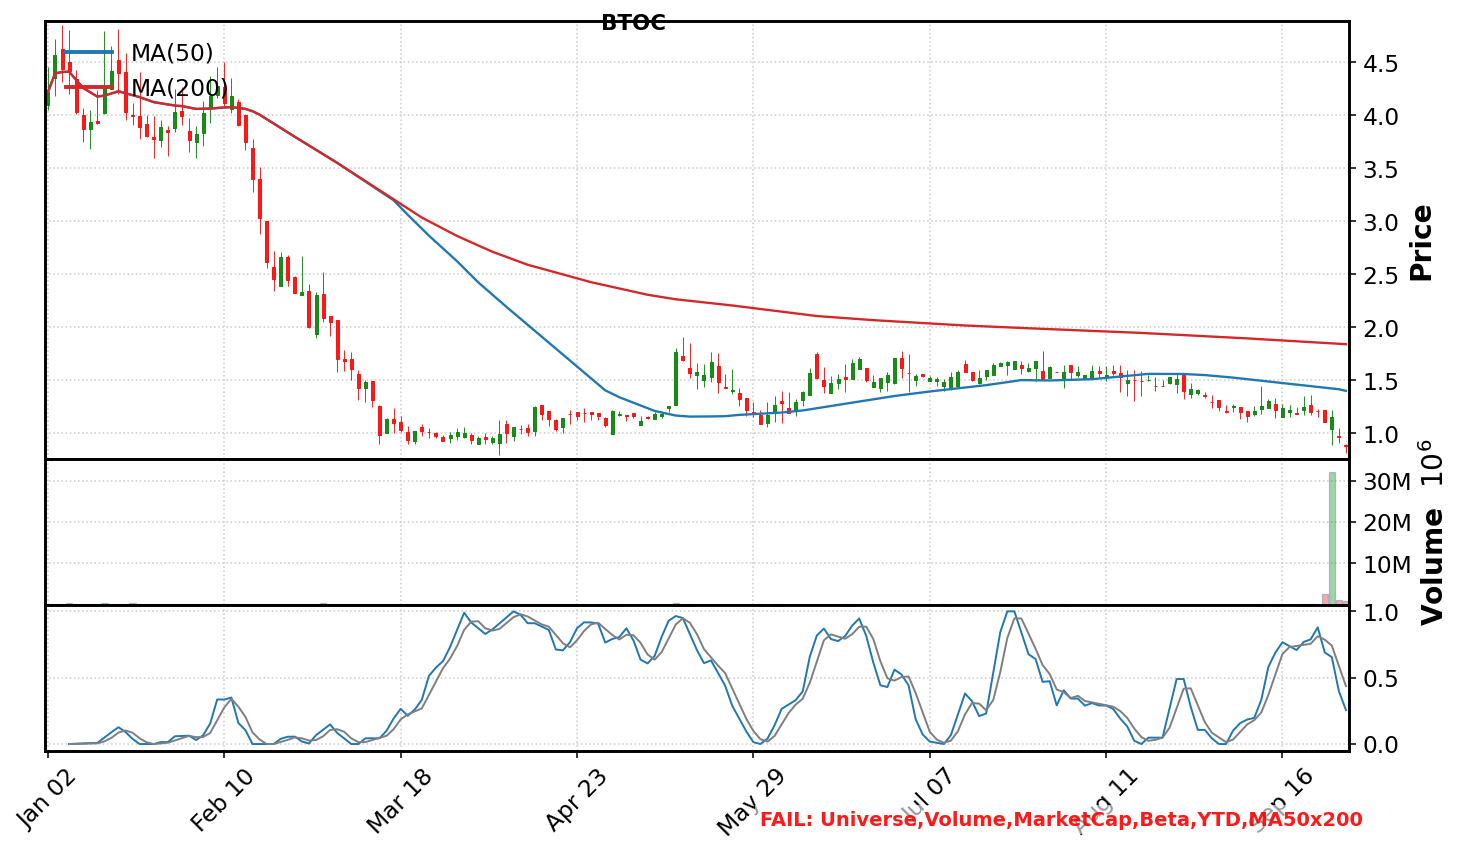 BTOC
MA(50)
MA(200)
4.5
4.0
3.5
3.0
2.5
2.0
1.5
1.0
Price
30M
20M
10M
Volume 10^6
1.0
0.5
0.0
Jan 02
Feb 10
Mar 18
Apr 23
May 29
Jul 07
Aug 11
Sep 16
FAIL: Universe,Volume,MarketCap,Beta,YTD,MA50x200